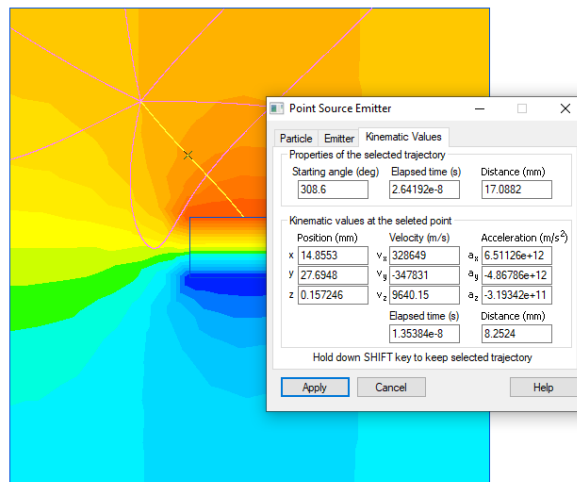 Point Source Emitter
Particle Emitter Kinematic Values
Properties of the selected trajectory
Starting angle (deg) Elapsed time (s) Distance (mm)
308.6 2.64192e-8 17.0882
Kinematic values at the seleted point
Position (mm) Velocity (m/s) Acceleration (m/s²)
x 14.8553 vx 328649 ax 6.51126e+12
y 27.6948 vy -347831 ay -4.86786e+12
z 0.157246 vz 9640.15 az -3.19342e+11
Elapsed time (s) Distance (mm)
1.35384e-8 8.2524
Hold down SHIFT key to keep selected trajectory
Apply Cancel Help